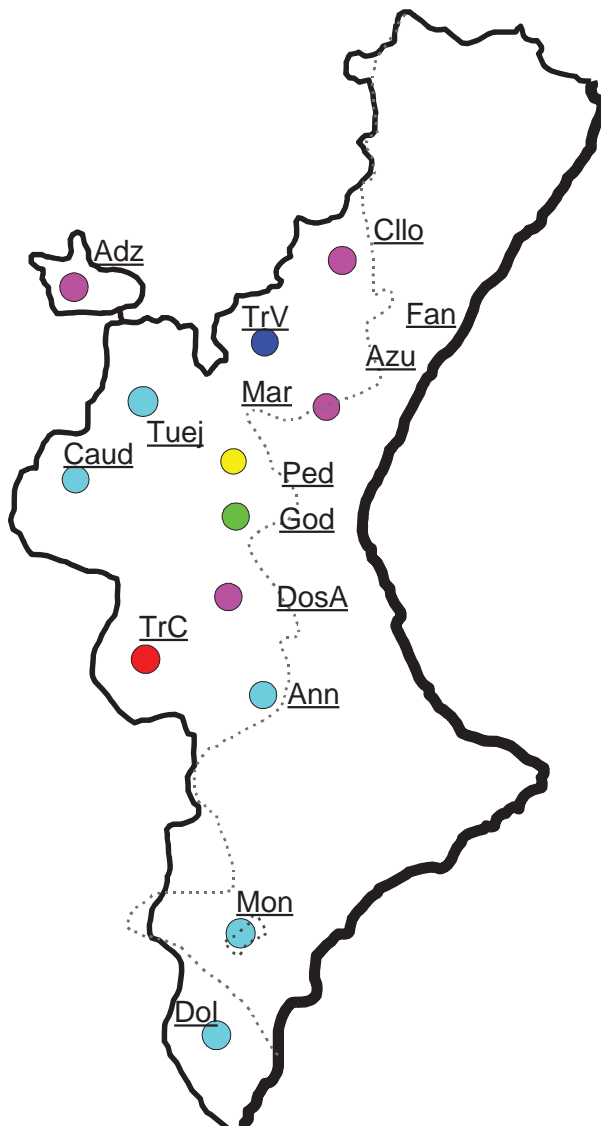 Cllo
Adz
Fan
TrV
Azu
Mar
Tuej
Caud
Ped
God
DosA
TrC
Ann
Mon
Dol